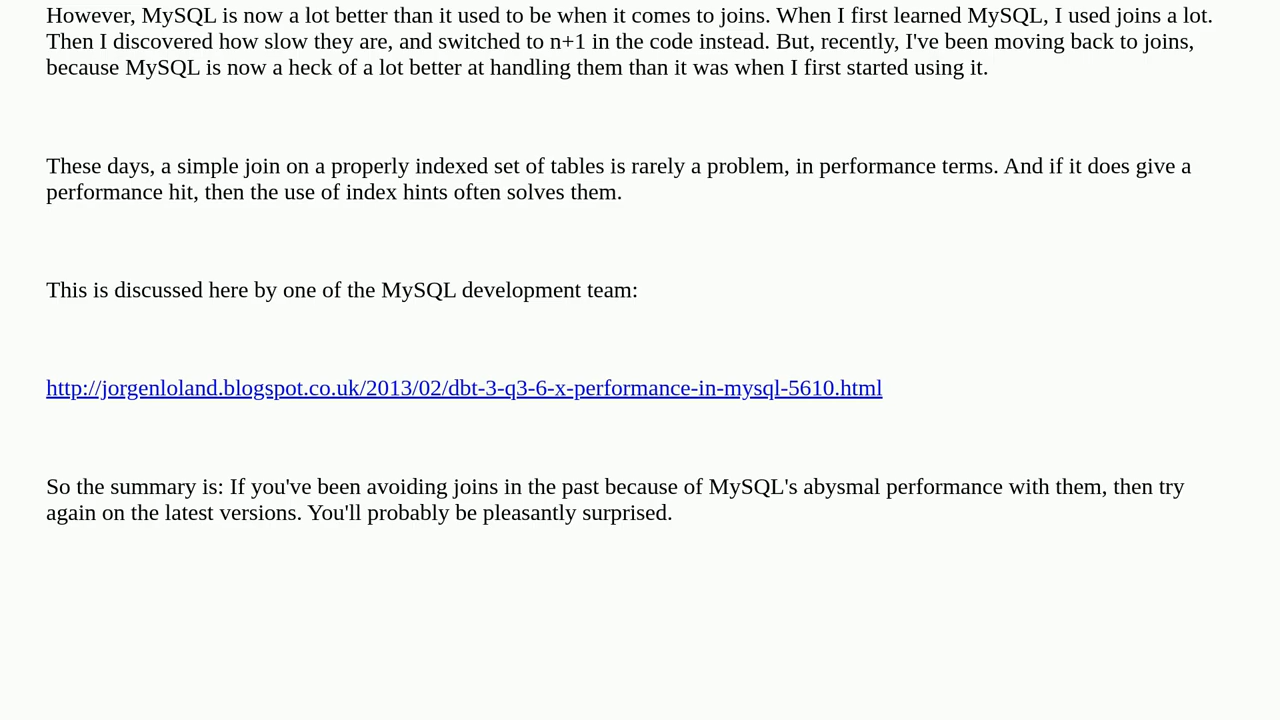 However, MySQL is now a lot better than it used to be when it comes to joins. When I first learned MySQL, I used joins a lot.
Then I discovered how slow they are, and switched to n+1 in the code instead. But, recently, I've been moving back to joins,
because MySQL is now a heck of a lot better at handling them than it was when I first started using it.
These days, a simple join on a properly indexed set of tables is rarely a problem, in performance terms. And if it does give a
performance hit, then the use of index hints often solves them.
This is discussed here by one of the MySQL development team:
http://jorgenloland.blogspot.co.uk/2013/02/dbt-3-q3-6-x-performance-in-mysql-5610.html
So the summary is: If you've been avoiding joins in the past because of MySQL's abysmal performance with them, then try
again on the latest versions. You'll probably be pleasantly surprised.